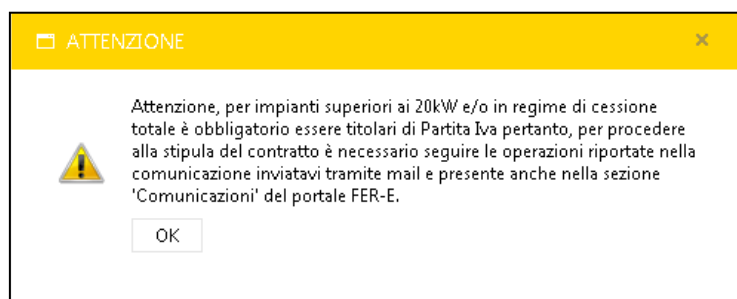 ATTENZIONE
Attenzione, per impianti superiori ai 20kW e/o in regime di cessione
totale è obbligatorio essere titolari di Partita Iva pertanto, per procedere
alla stipula del contratto è necessario seguire le operazioni riportate nella
comunicazione inviatavi tramite mail e presente anche nella sezione
'Comunicazioni' del portale FER-E.
OK